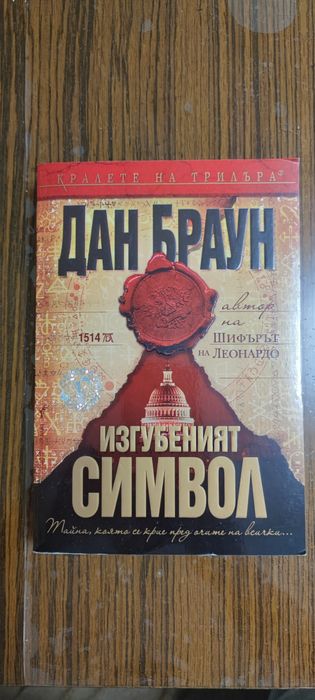 КРАЛЕТЕ НА ТРИЛЪРА
ДАН БРАУН
автор
на
ШИФЪРЪТ
НА ЛЕОНАРДО
1514
ИЗГУБЕНИЯТ
СИМВОЛ
Тайна, която се крие пред очите на всички...